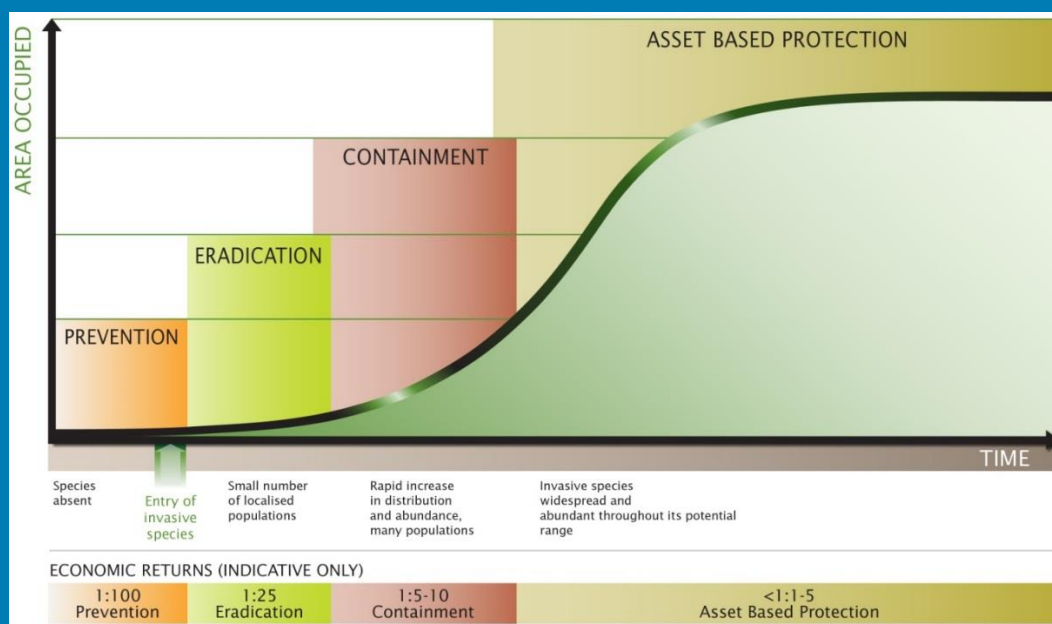 AREA OCCUPIED
ASSET BASED PROTECTION
CONTAINMENT
ERADICATION
PREVENTION
TIME
Species
absent
Entry of
invasive
species
Small number
of localised
populations
Rapid increase
in distribution
and abundance,
many populations
Invasive species
widespread and
abundant throughout its potential
range
ECONOMIC RETURNS (INDICATIVE ONLY)
1:100
Prevention
1:25
Eradication
1:5-10
Containment
<1:1-5
Asset Based Protection